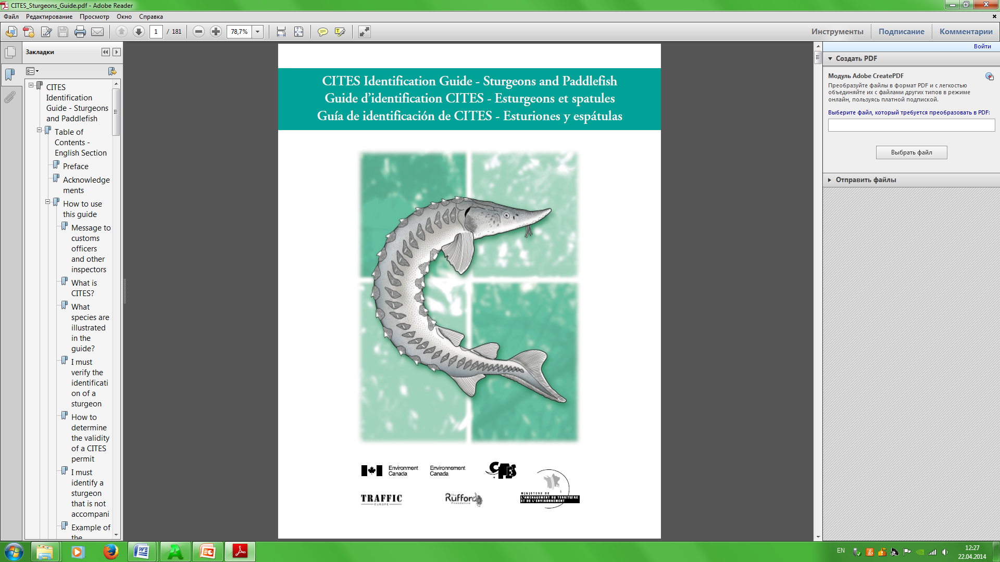 CITES_Sturgeons_Guide.pdf - Adobe Reader
Файл Редактирование Просмотр Окно Справка
1 / 181 78,7% Инструменты Подписание Комментарии
Закладки
CITES
Identification
Guide - Sturgeons
and Paddlefish
Table of
Contents -
English Section
Preface
Acknowledge
ments
How to use
this guide
Message to
customs
officers
and other
inspectors
What is
CITES?
What
species are
illustrated
in the
guide?
I must
verify the
identificati
on of a
sturgeon
How to
determine
the validity
of a CITES
permit
I must
identify a
sturgeon
that is not
accompani
Example of
the
CITES Identification Guide - Sturgeons and Paddlefish
Guide d’identification CITES - Esturgeons et spatules
Guía de identificación de CITES - Esturiones y espátulas
Environment
Canada
Environnement
Canada
CITES
TRAFFIC
EUROPE
The
Rufford
Foundation
MINISTERE DE
L'AMENAGEMENT DU TERRITOIRE
ET DE L'ENVIRONNEMENT
Войти
Создать PDF
Модуль Adobe CreatePDF
Преобразуйте файлы в формат PDF и с легкостью
объединяйте их с файлами других типов в режиме
онлайн, пользуясь платной подпиской.
Выберите файл, который требуется преобразовать в PDF:
Выбрать файл
Отправить файлы
EN
12:27
22.04.2014